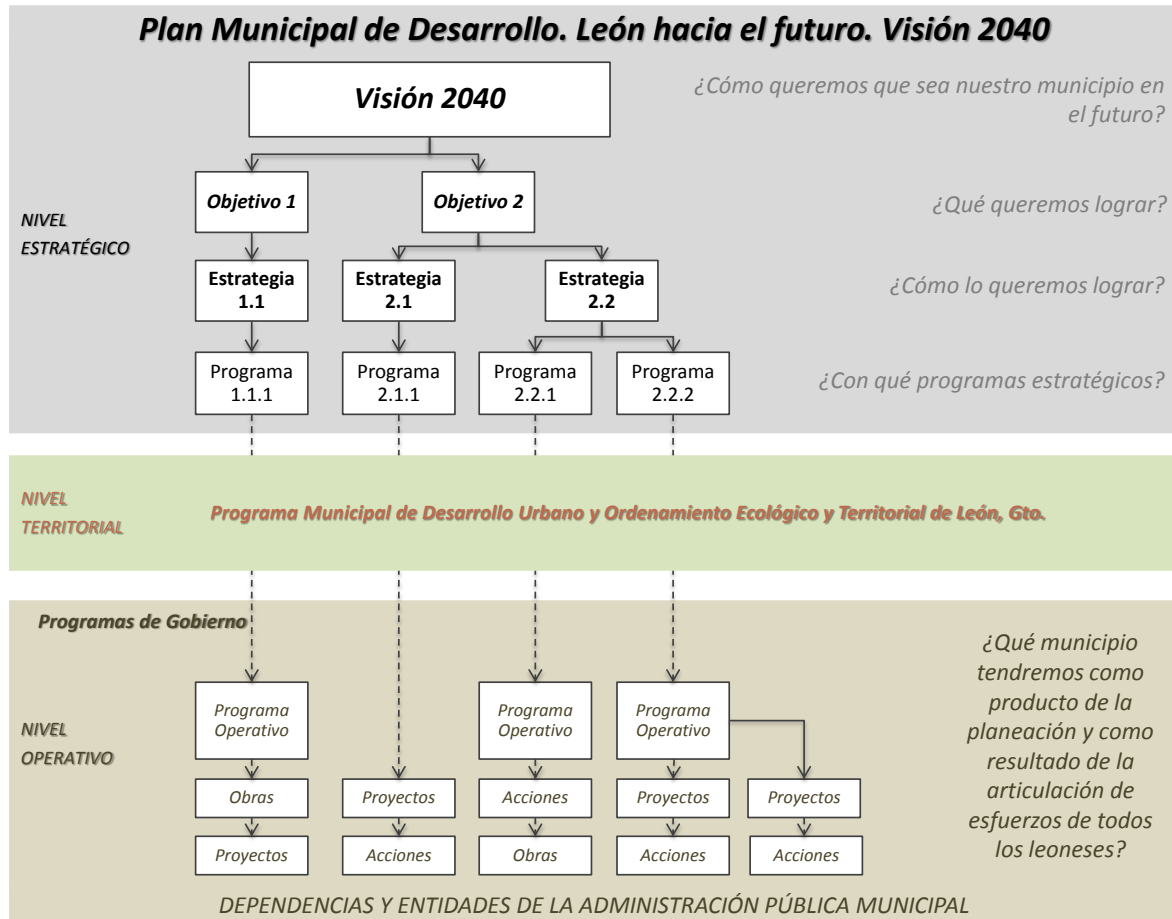 Plan Municipal de Desarrollo. León hacia el futuro. Visión 2040
Visión 2040
¿Cómo queremos que sea nuestro municipio en
el futuro?
Objetivo 1
Objetivo 2
¿Qué queremos lograr?
NIVEL
ESTRATÉGICO
Estrategia
1.1
Estrategia
2.1
Estrategia
2.2
¿Cómo lo queremos lograr?
Programa
1.1.1
Programa
2.1.1
Programa
2.2.1
Programa
2.2.2
¿Con qué programas estratégicos?
NIVEL
TERRITORIAL
Programa Municipal de Desarrollo Urbano y Ordenamiento Ecológico y Territorial de León, Gto.
Programas de Gobierno
NIVEL
OPERATIVO
Programa
Operativo
Programa
Operativo
Programa
Operativo
Obras
Proyectos
Acciones
Proyectos
Proyectos
Proyectos
Acciones
Obras
Acciones
Acciones
¿Qué municipio
tendremos como
producto de la
planeación y como
resultado de la
articulación de
esfuerzos de todos
los leoneses?
DEPENDENCIAS Y ENTIDADES DE LA ADMINISTRACIÓN PÚBLICA MUNICIPAL